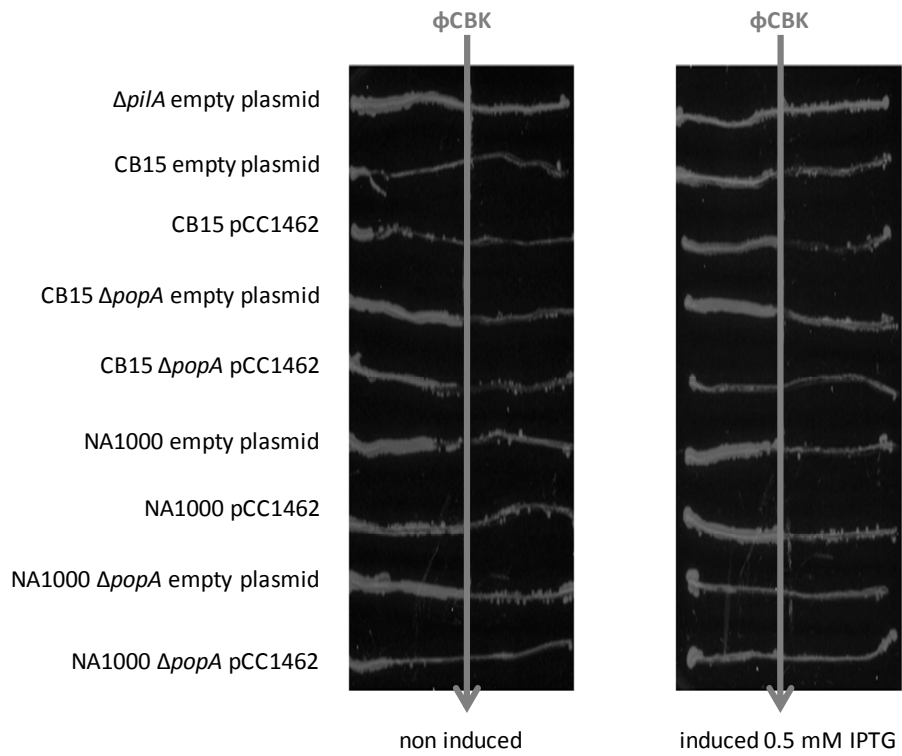 ϕCBK ϕCBK
ΔpilA empty plasmid
CB15 empty plasmid
CB15 pCC1462
CB15 ΔpopA empty plasmid
CB15 ΔpopA pCC1462
NA1000 empty plasmid
NA1000 pCC1462
NA1000 ΔpopA empty plasmid
NA1000 ΔpopA pCC1462
non induced induced 0.5 mM IPTG